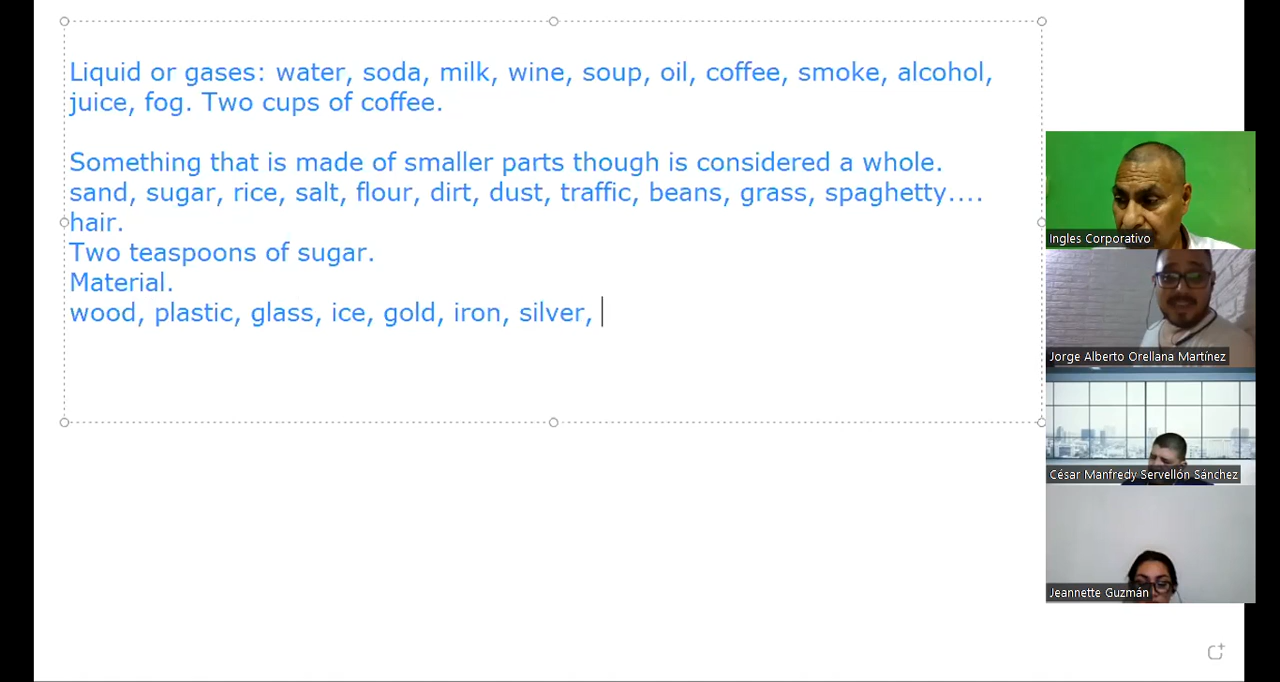 Liquid or gases: water, soda, milk, wine, soup, oil, coffee, smoke, alcohol,
juice, fog. Two cups of coffee.
Something that is made of smaller parts though is considered a whole.
sand, sugar, rice, salt, flour, dirt, dust, traffic, beans, grass, spaghetty....
hair.
Two teaspoons of sugar.
Material.
wood, plastic, glass, ice, gold, iron, silver,
Ingles Corporativo
Jorge Alberto Orellana Martínez
César Manfredy Servellón Sánchez
Jeannette Guzmán